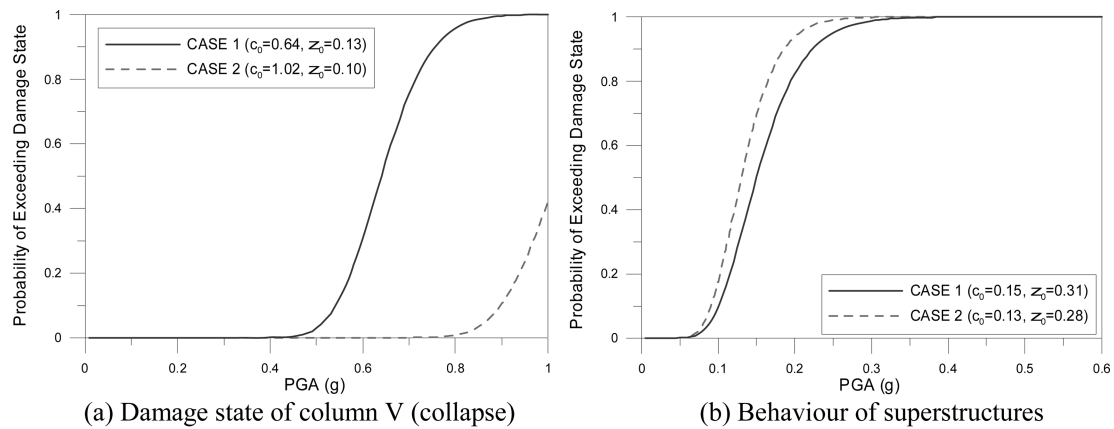 Probability of Exceeding Damage State
1
0.8
0.6
0.4
0.2
0
CASE 1 (c₀=0.64, z₀=0.13)
CASE 2 (c₀=1.02, z₀=0.10)
0
0.2
0.4
0.6
0.8
1
PGA (g)
(a) Damage state of column V (collapse)
Probability of Exceeding Damage State
1
0.8
0.6
0.4
0.2
0
CASE 1 (c₀=0.15, z₀=0.31)
CASE 2 (c₀=0.13, z₀=0.28)
0
0.1
0.2
0.3
0.4
0.5
0.6
PGA (g)
(b) Behaviour of superstructures